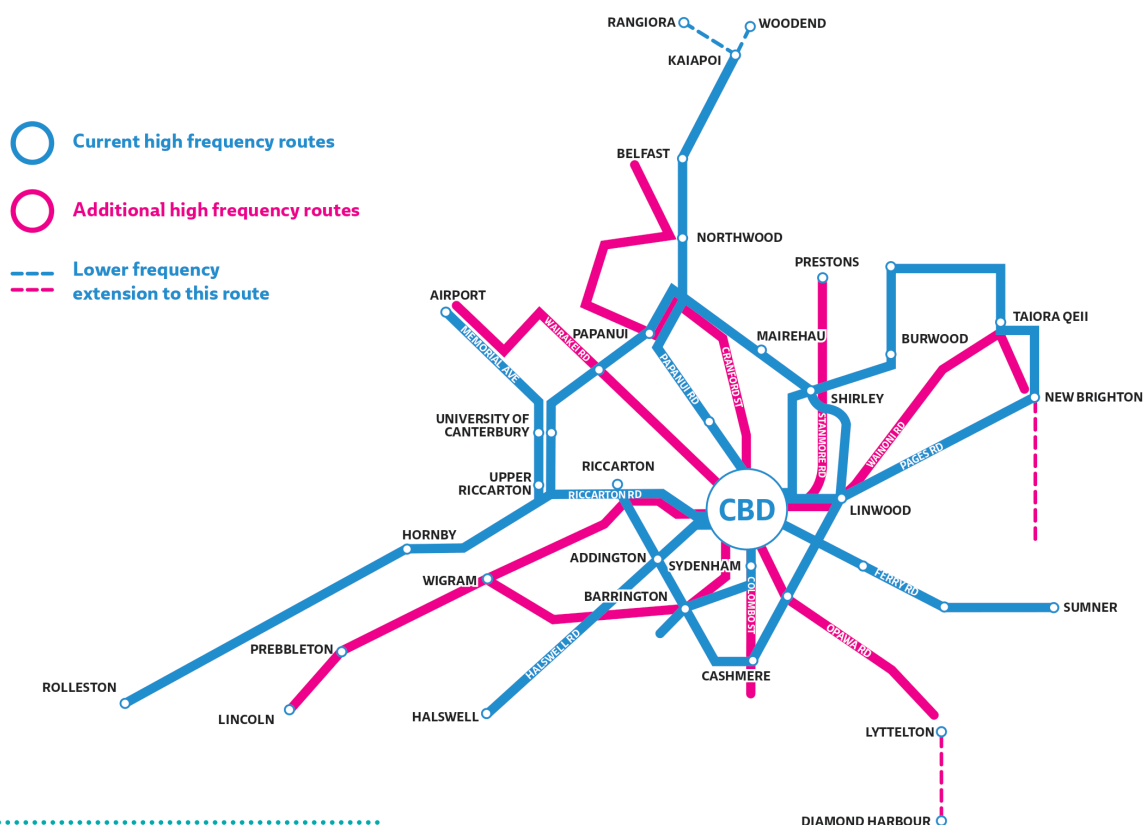 RANGIORA
WOODEND
KAIAPOI
Current high frequency routes
BELFAST
Additional high frequency routes
NORTHWOOD
PRESTONS
Lower frequency
extension to this route
AIRPORT
TAIORA QEII
WAIRAKEI RD
PAPANUI
MAIREHAU
BURWOOD
MEMORIAL AVE
CRANFORD ST
PAPANUI RD
SHIRLEY
NEW BRIGHTON
UNIVERSITY OF
CANTERBURY
STANMORE RD
WAINONI RD
PAGES RD
RICCARTON
UPPER
RICCARTON
RICCARTON RD
CBD
LINWOOD
HORNBY
ADDINGTON
SYDENHAM
WIGRAM
BARRINGTON
COLOMBO ST
FERRY RD
SUMNER
PREBBLETON
HALSWELL RD
OPAWA RD
CASHMERE
ROLLESTON
LINCOLN
HALSWELL
LYTTELTON
DIAMOND HARBOUR